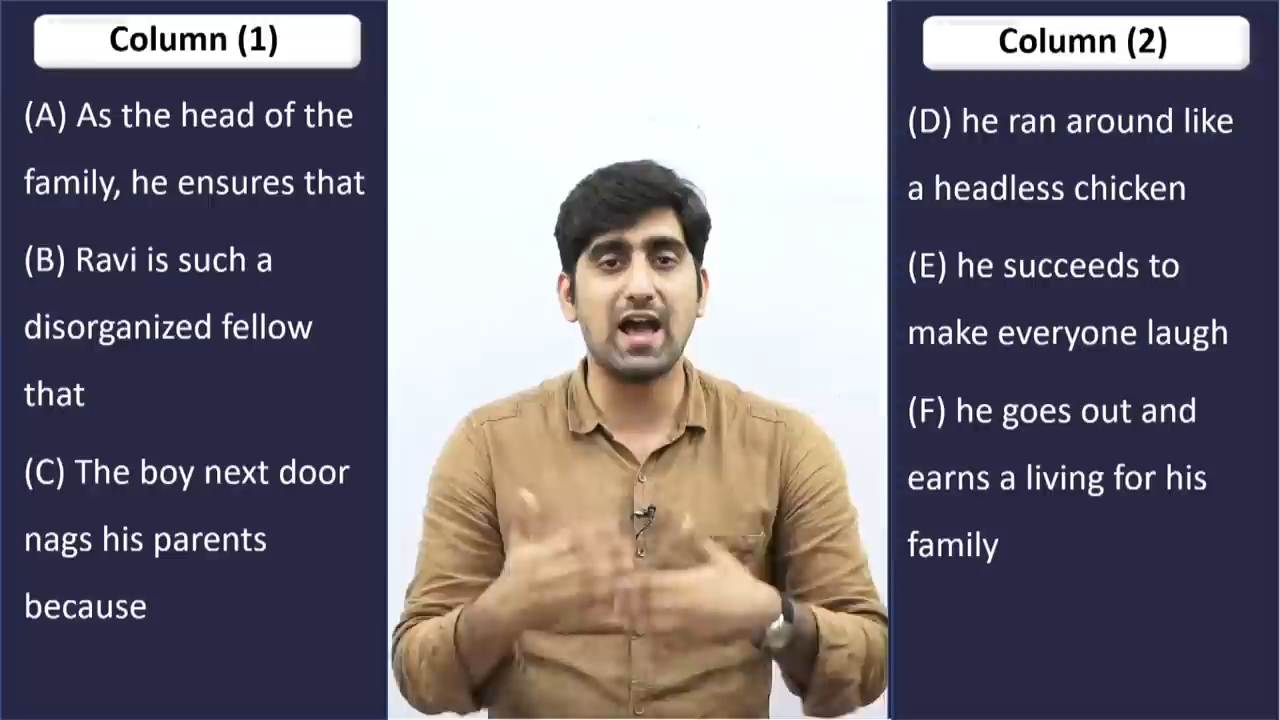 Column (1)
(A) As the head of the
family, he ensures that
(B) Ravi is such a
disorganized fellow
that
(C) The boy next door
nags his parents
because
Column (2)
(D) he ran around like
a headless chicken
(E) he succeeds to
make everyone laugh
(F) he goes out and
earns a living for his
family